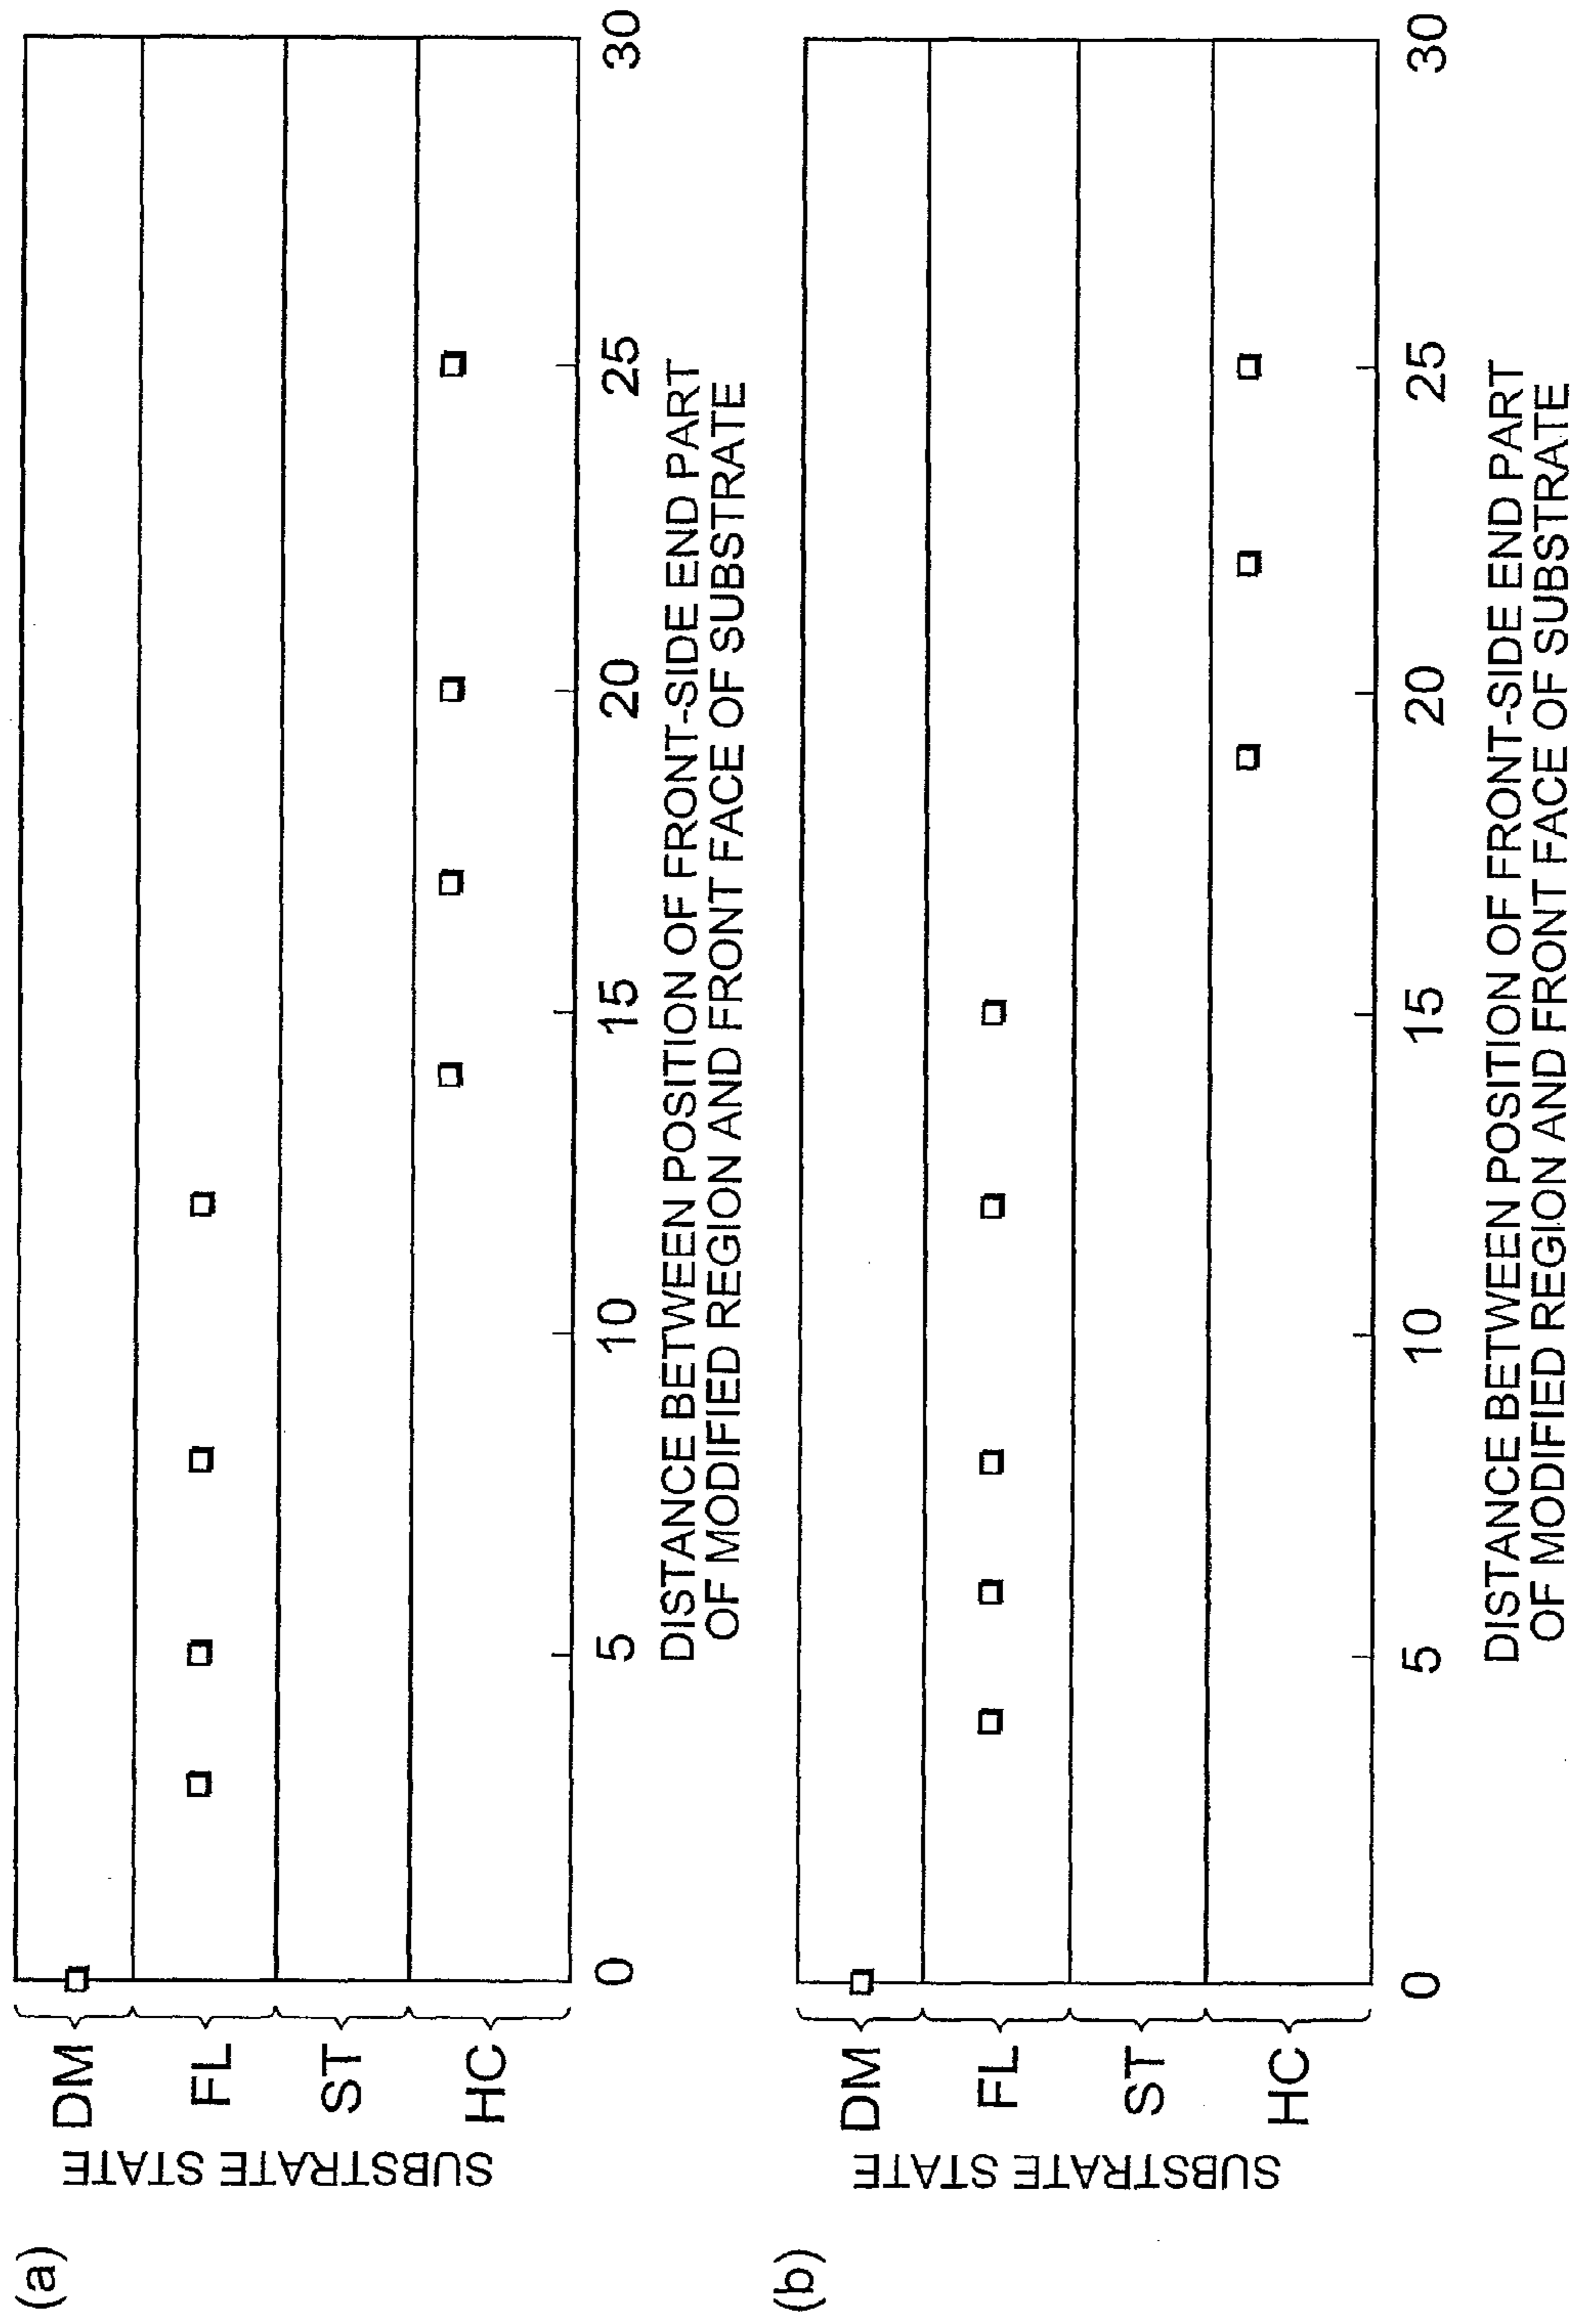 (a)
SUBSTRATE STATE
DM
FL
ST
HC
0 5 10 15 20 25 30
DISTANCE BETWEEN POSITION OF FRONT-SIDE END PART
OF MODIFIED REGION AND FRONT FACE OF SUBSTRATE
(b)
SUBSTRATE STATE
DM
FL
ST
HC
0 5 10 15 20 25 30
DISTANCE BETWEEN POSITION OF FRONT-SIDE END PART
OF MODIFIED REGION AND FRONT FACE OF SUBSTRATE